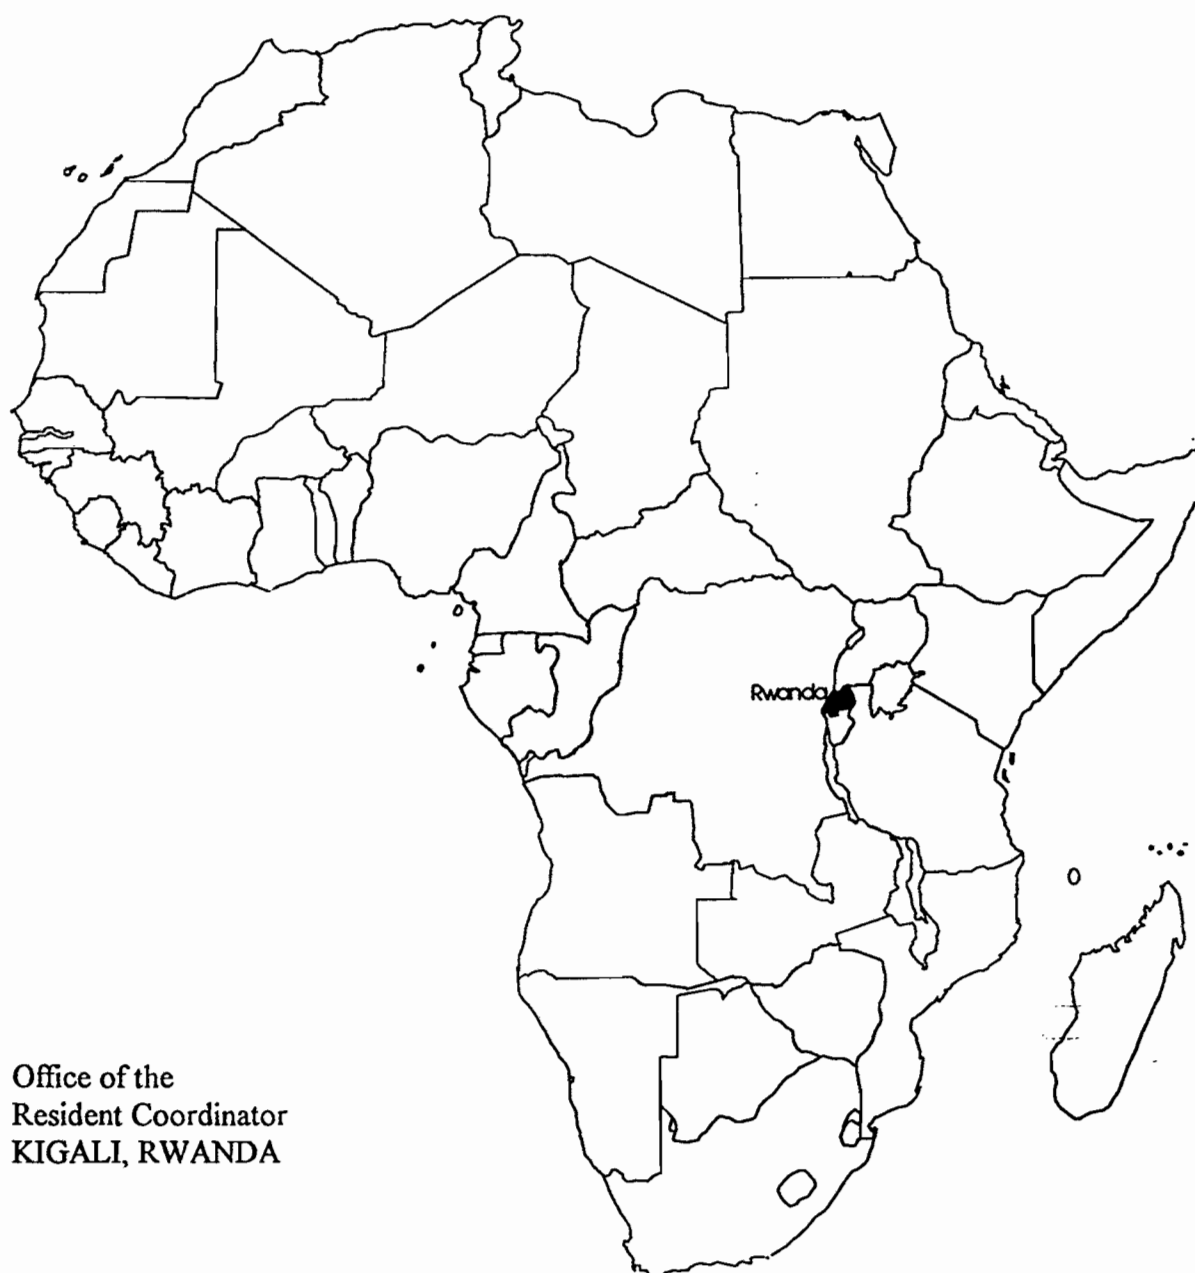 Rwanda
Office of the
Resident Coordinator
KIGALI, RWANDA